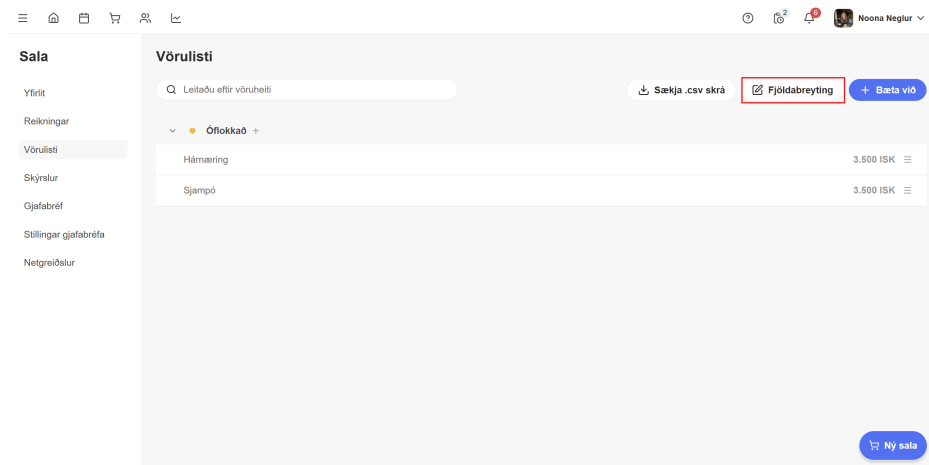 2
6
Noona Neglur
Sala
Vörulisti
Yfirlit
Reikningar
Vörulisti
Skýrslur
Gjafabréf
Stillingar gjafabréfa
Netgreiðslur
Leitaðu eftir vöruheiti
Sækja .csv skrá
Fjöldabreyting
+ Bæta við
Óflokkað +
Hárnæring
3.500 ISK
Sjampó
3.500 ISK
Ný sala